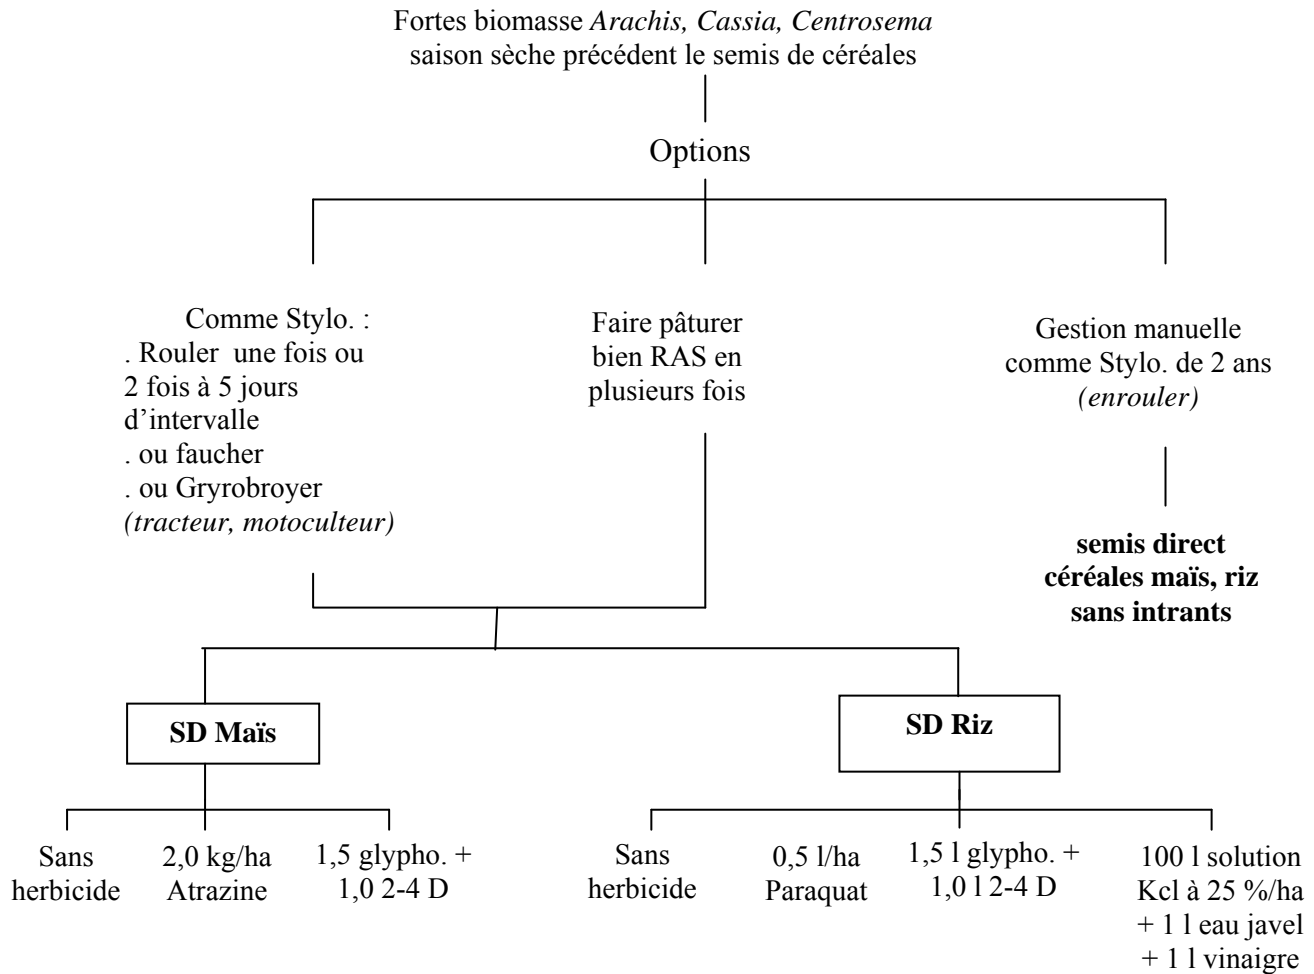 Fortes biomasse Arachis, Cassia, Centrosema
saison sèche précédent le semis de céréales
Options
Comme Stylo. :
. Rouler une fois ou
2 fois à 5 jours
d’intervalle
. ou faucher
. ou Gryrobroyer
(tracteur, motoculteur)
Faire pâturer
bien RAS en
plusieurs fois
Gestion manuelle
comme Stylo. de 2 ans
(enrouler)
semis direct
céréales maïs, riz
sans intrants
SD Maïs
SD Riz
Sans
herbicide
2,0 kg/ha
Atrazine
1,5 glypho. +
1,0 2-4 D
Sans
herbicide
0,5 l/ha
Paraquat
1,5 l glypho. +
1,0 l 2-4 D
100 l solution
Kcl à 25 %/ha
+ 1 l eau javel
+ 1 l vinaigre